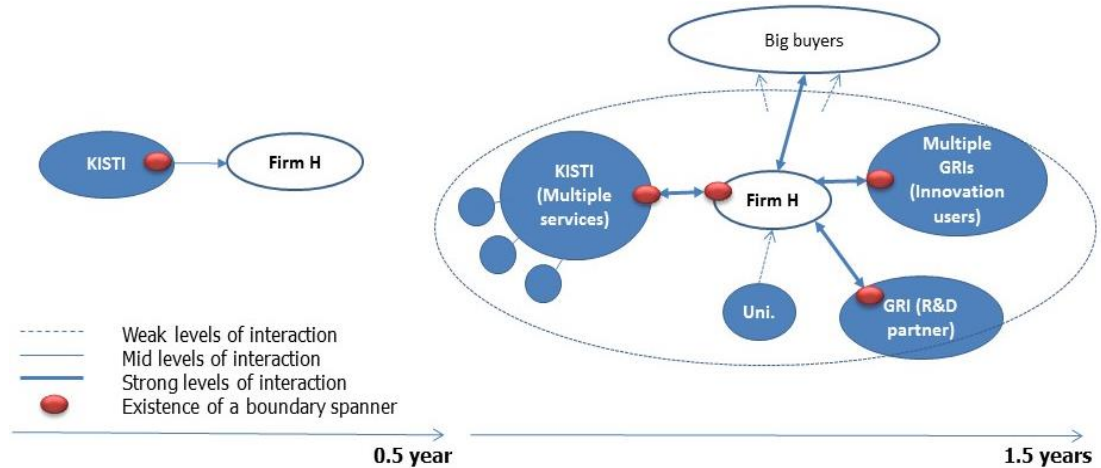 Big buyers
KISTI
Firm H
KISTI
(Multiple
services)
Firm H
Multiple
GRIs
(Innovation
users)
Uni.
GRI (R&D
partner)
Weak levels of interaction
Mid levels of interaction
Strong levels of interaction
Existence of a boundary spanner
0.5 year
1.5 years